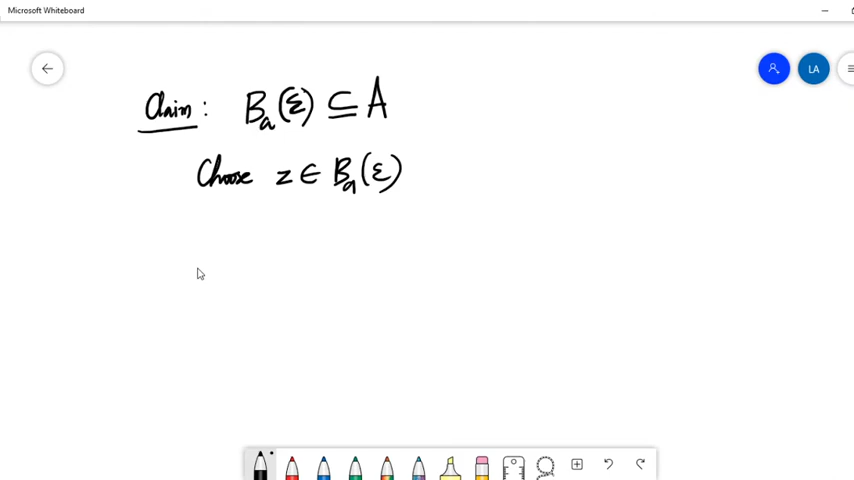 Microsoft Whiteboard
LA
Claim : Bₐ(ε) ⊆ A
Choose z ∈ Bₐ(ε)